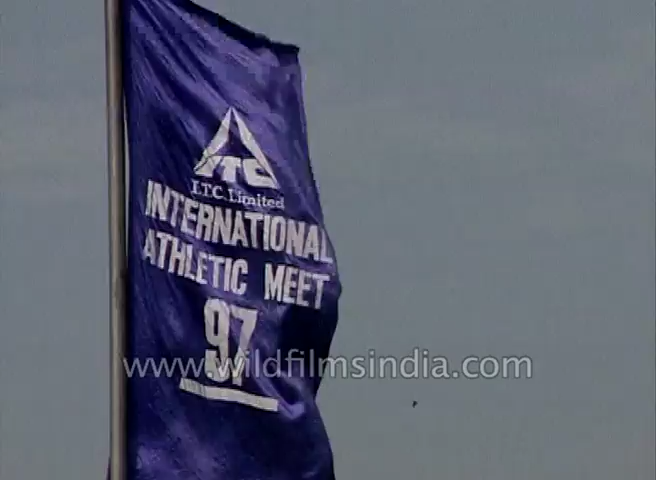 ITC
I.T.C. Limited
INTERNATIONAL
ATHLETIC MEET
97
www.wildfilmsindia.com